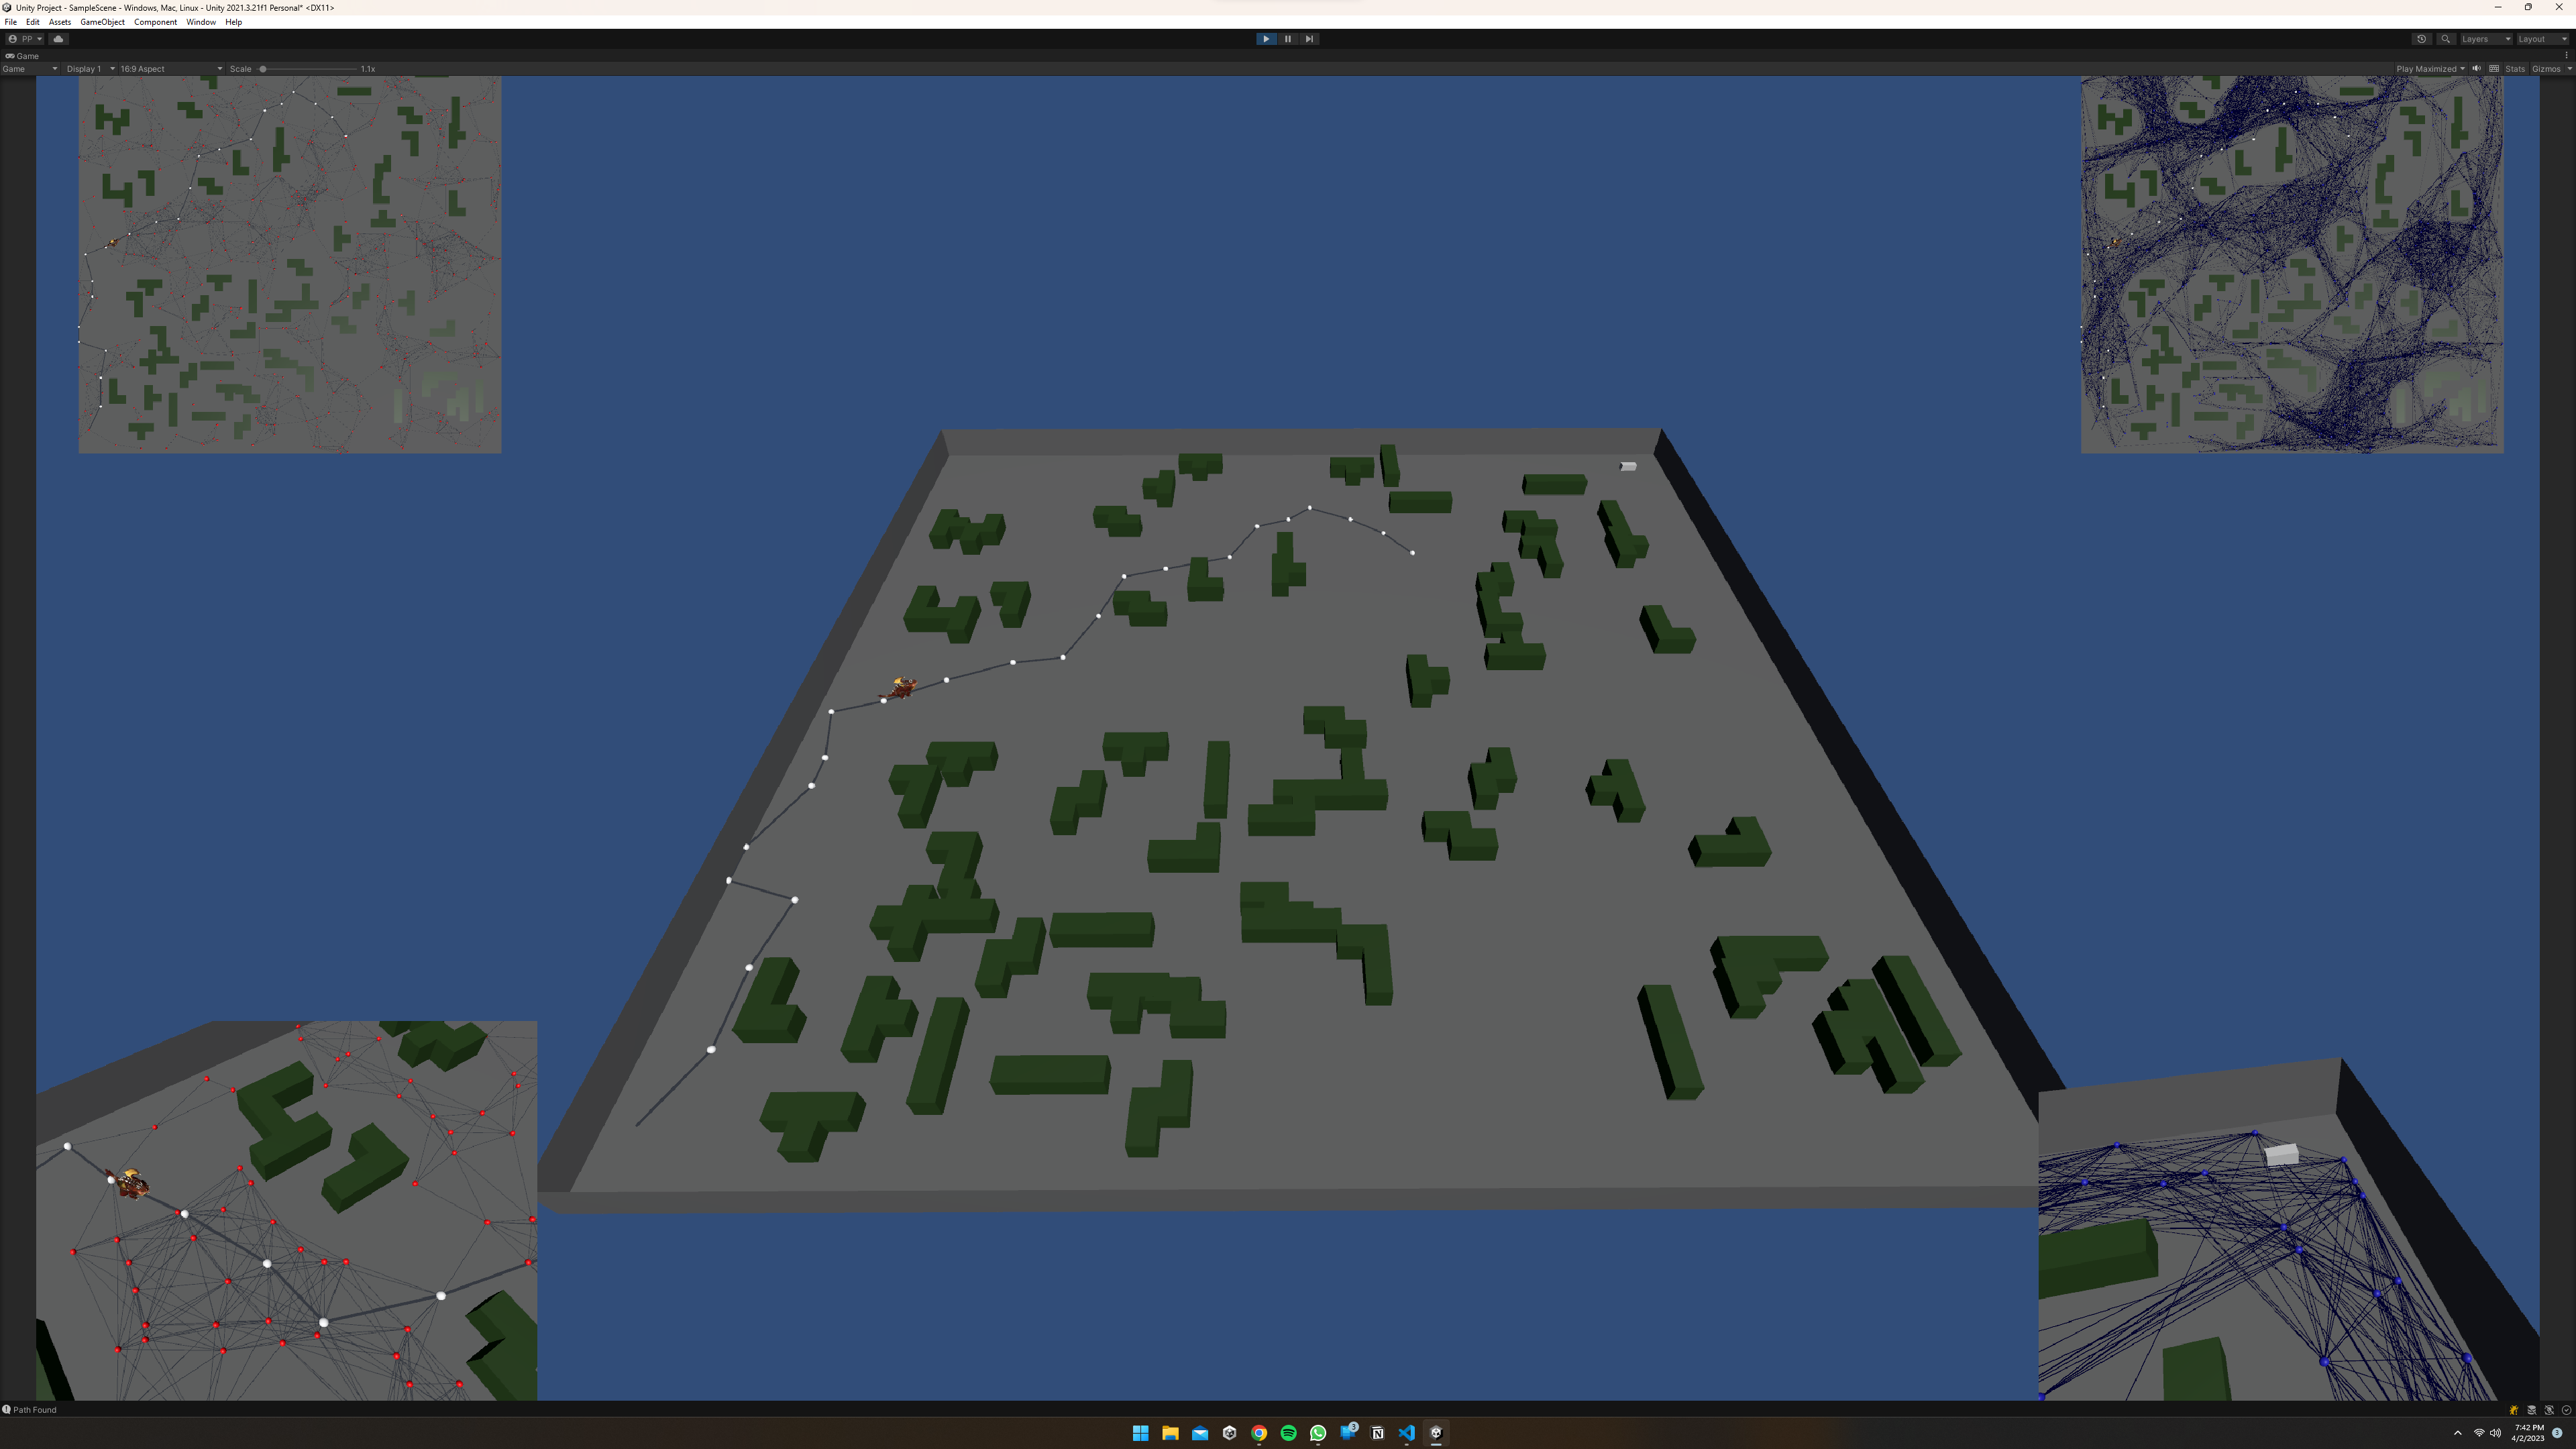 Unity Project - SampleScene - Windows, Mac, Linux - Unity 2021.3.21f1 Personal* <DX11>
File Edit Assets GameObject Component Window Help
PP Layers Layout
Game
Game Display 1 16:9 Aspect Scale 1.1x Play Maximized Stats Gizmos
Path Found
3
7:42 PM
4/2/2023 3